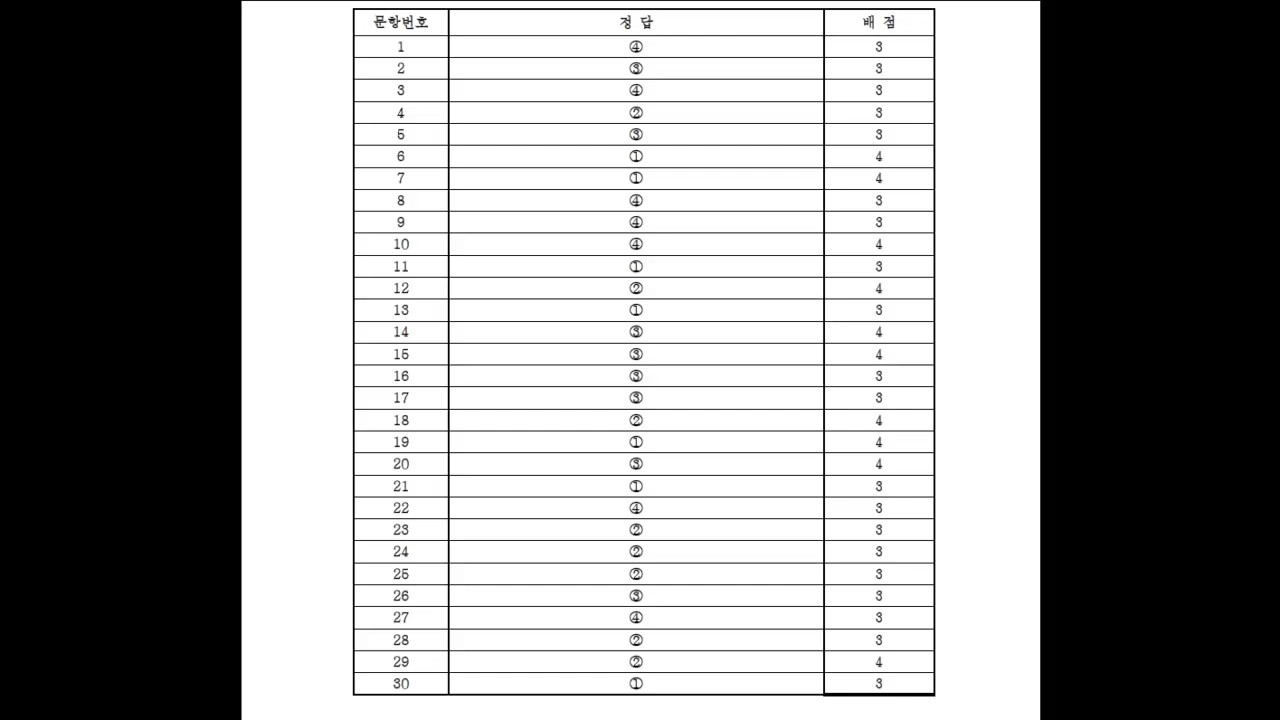 문항번호 정 답 배 점
1 ④ 3
2 ③ 3
3 ④ 3
4 ② 3
5 ③ 3
6 ① 4
7 ① 4
8 ④ 3
9 ④ 3
10 ④ 4
11 ① 3
12 ② 4
13 ① 3
14 ③ 4
15 ③ 4
16 ③ 3
17 ③ 3
18 ② 4
19 ① 4
20 ③ 4
21 ① 3
22 ④ 3
23 ② 3
24 ② 3
25 ② 3
26 ③ 3
27 ④ 3
28 ② 3
29 ② 4
30 ① 3